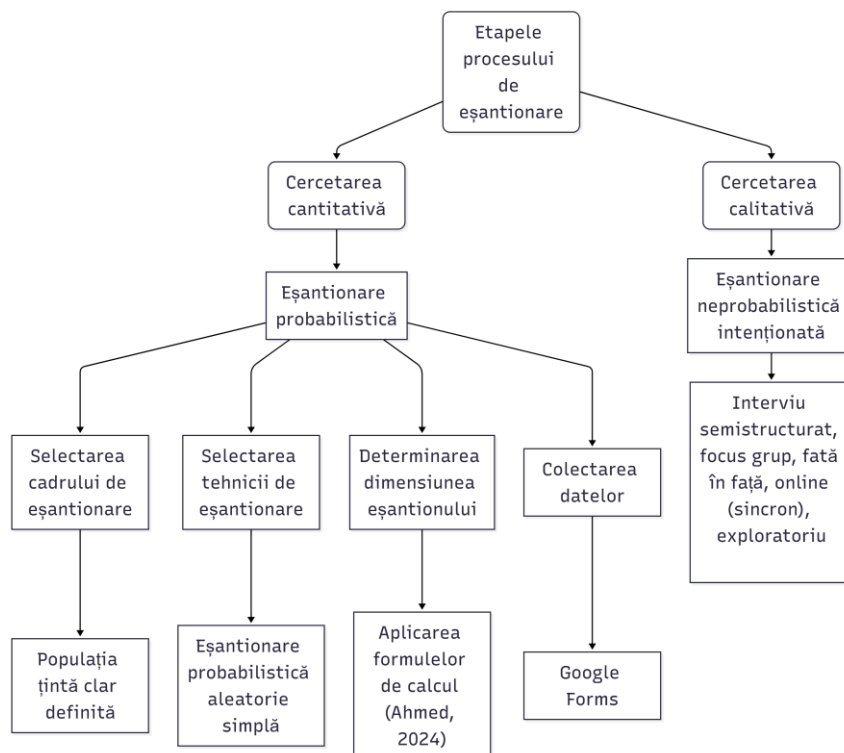 Etapele
procesului
de
eșantionare
Cercetarea
cantitativă
Cercetarea
calitativă
Eșantionare
probabilistică
Eșantionare
neprobabilistică
intenționată
Selectarea
cadrului de
eșantionare
Selectarea
tehnicii de
eșantionare
Determinarea
dimensiunea
eșantionului
Colectarea
datelor
Interviu
semistructurat,
focus grup, fată
în față, online
(sincron),
exploratoriu
Populația
țintă clar
definită
Eșantionare
probabilistică
aleatorie
simplă
Aplicarea
formulelor
de calcul
(Ahmed,
2024)
Google
Forms